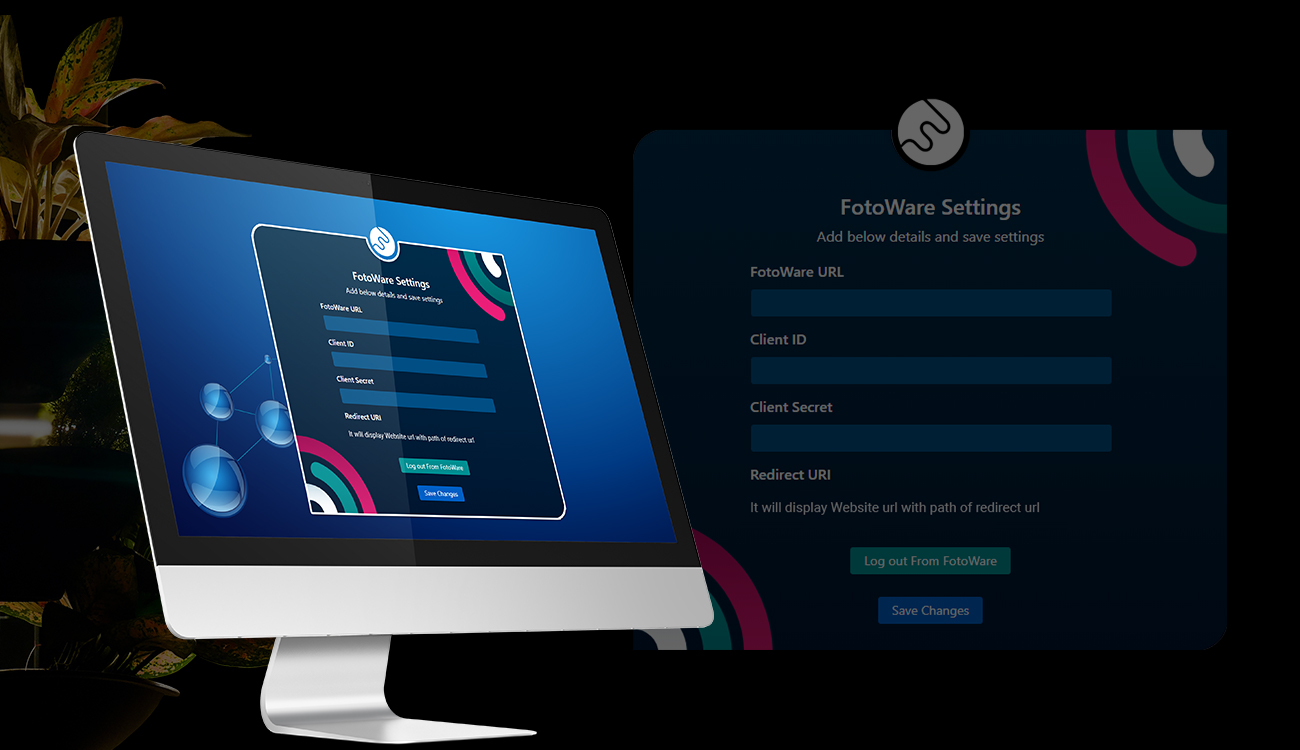 FotoWare Settings
Add below details and save settings
FotoWare URL
Client ID
Client Secret
Redirect URI
It will display Website url with path of redirect url
Log out From FotoWare
Save Changes
FotoWare Settings
Add below details and save settings
FotoWare URL
Client ID
Client Secret
Redirect URI
It will display Website url with path of redirect url
Log out From FotoWare
Save Changes